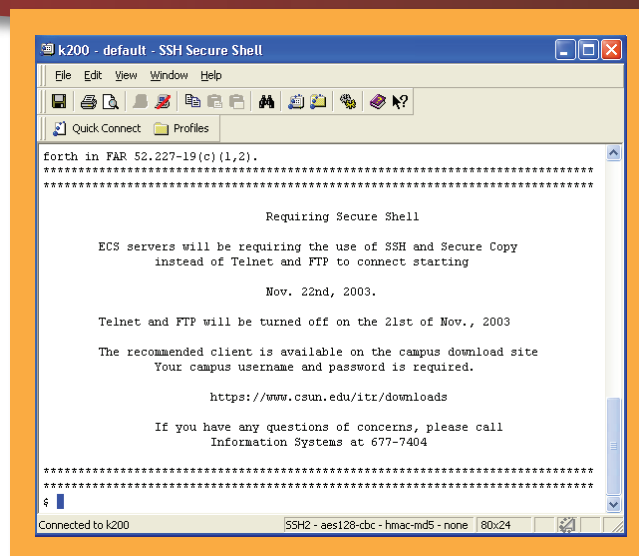 k200 - default - SSH Secure Shell
File Edit View Window Help
Quick Connect Profiles
forth in FAR 52.227-19(c)(1,2).
*******************************************************************************
*******************************************************************************
Requiring Secure Shell
ECS servers will be requiring the use of SSH and Secure Copy
instead of Telnet and FTP to connect starting
Nov. 22nd, 2003.
Telnet and FTP will be turned off on the 21st of Nov., 2003
The recommended client is available on the campus download site
Your campus username and password is required.
https://www.csun.edu/itr/downloads
If you have any questions of concerns, please call
Information Systems at 677-7404
*******************************************************************************
*******************************************************************************
$
Connected to k200 SSH2 - aes128-cbc - hmac-md5 - none 80x24